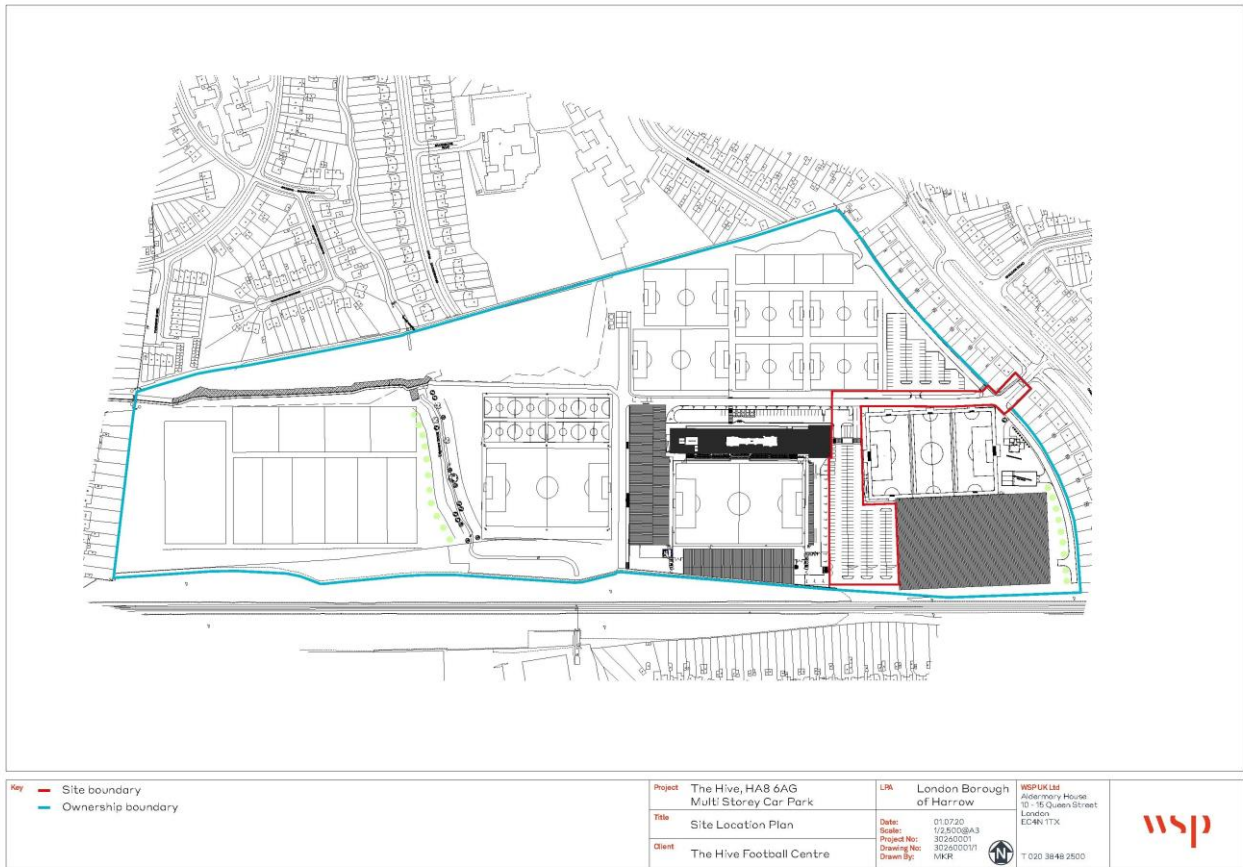 Key
Site boundary
Ownership boundary
Project The Hive, HA8 6AG
Multi Storey Car Park
Title Site Location Plan
Client The Hive Football Centre
LPA London Borough
of Harrow
Date: 01.07.20
Scale: 1/2,500@A3
Project No: 30260001
Drawing No: 30260001/1
Drawn By: MKR
N
WSP UK Ltd
Aldermary House
10 - 15 Queen Street
London
EC4N 1TX
T 020 3848 2500
wsp